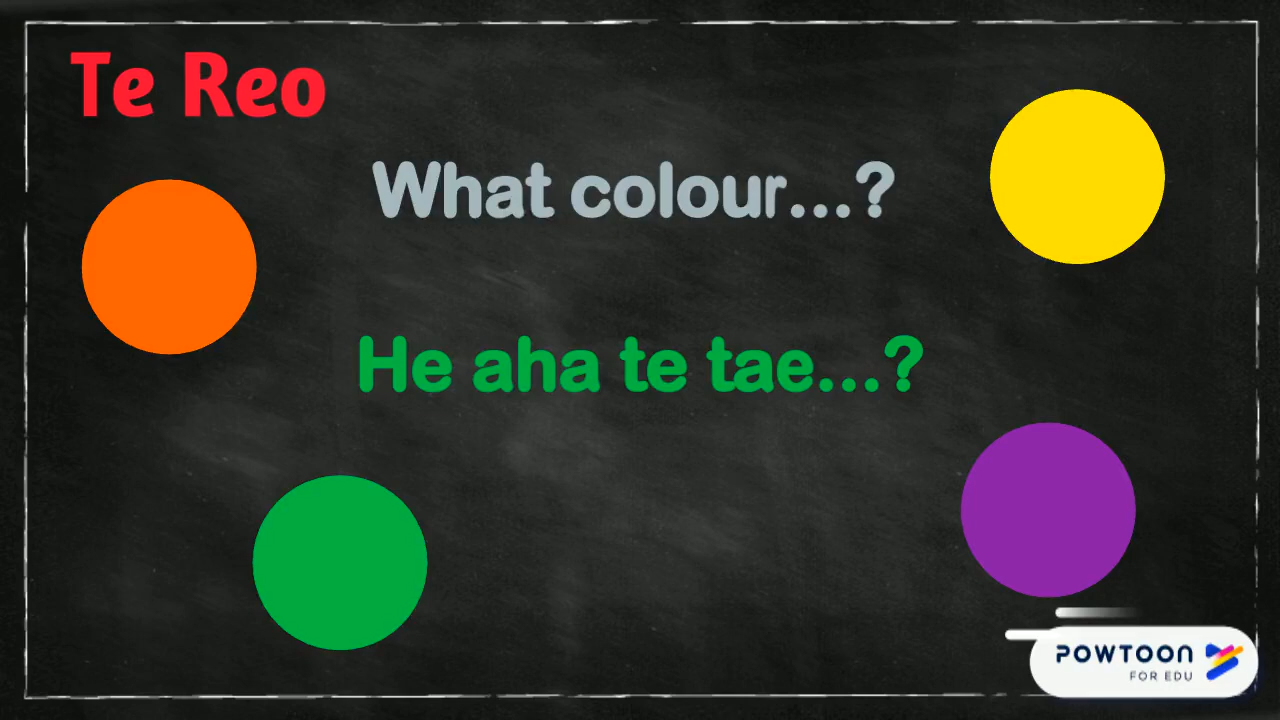 Te Reo
What colour...?
He aha te tae...?
POWTOON
FOR EDU